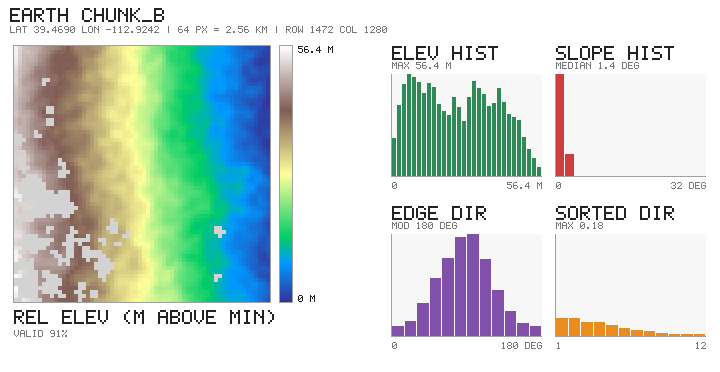 EARTH CHUNK_B
LAT 39.4690 LON -112.9242 | 64 PX = 2.56 KM | ROW 1472 COL 1280
56.4 M
0 M
REL ELEV (M ABOVE MIN)
VALID 91%
ELEV HIST
MAX 56.4 M
0 56.4 M
SLOPE HIST
MEDIAN 1.4 DEG
0 32 DEG
EDGE DIR
MOD 180 DEG
0 180 DEG
SORTED DIR
MAX 0.18
1 12